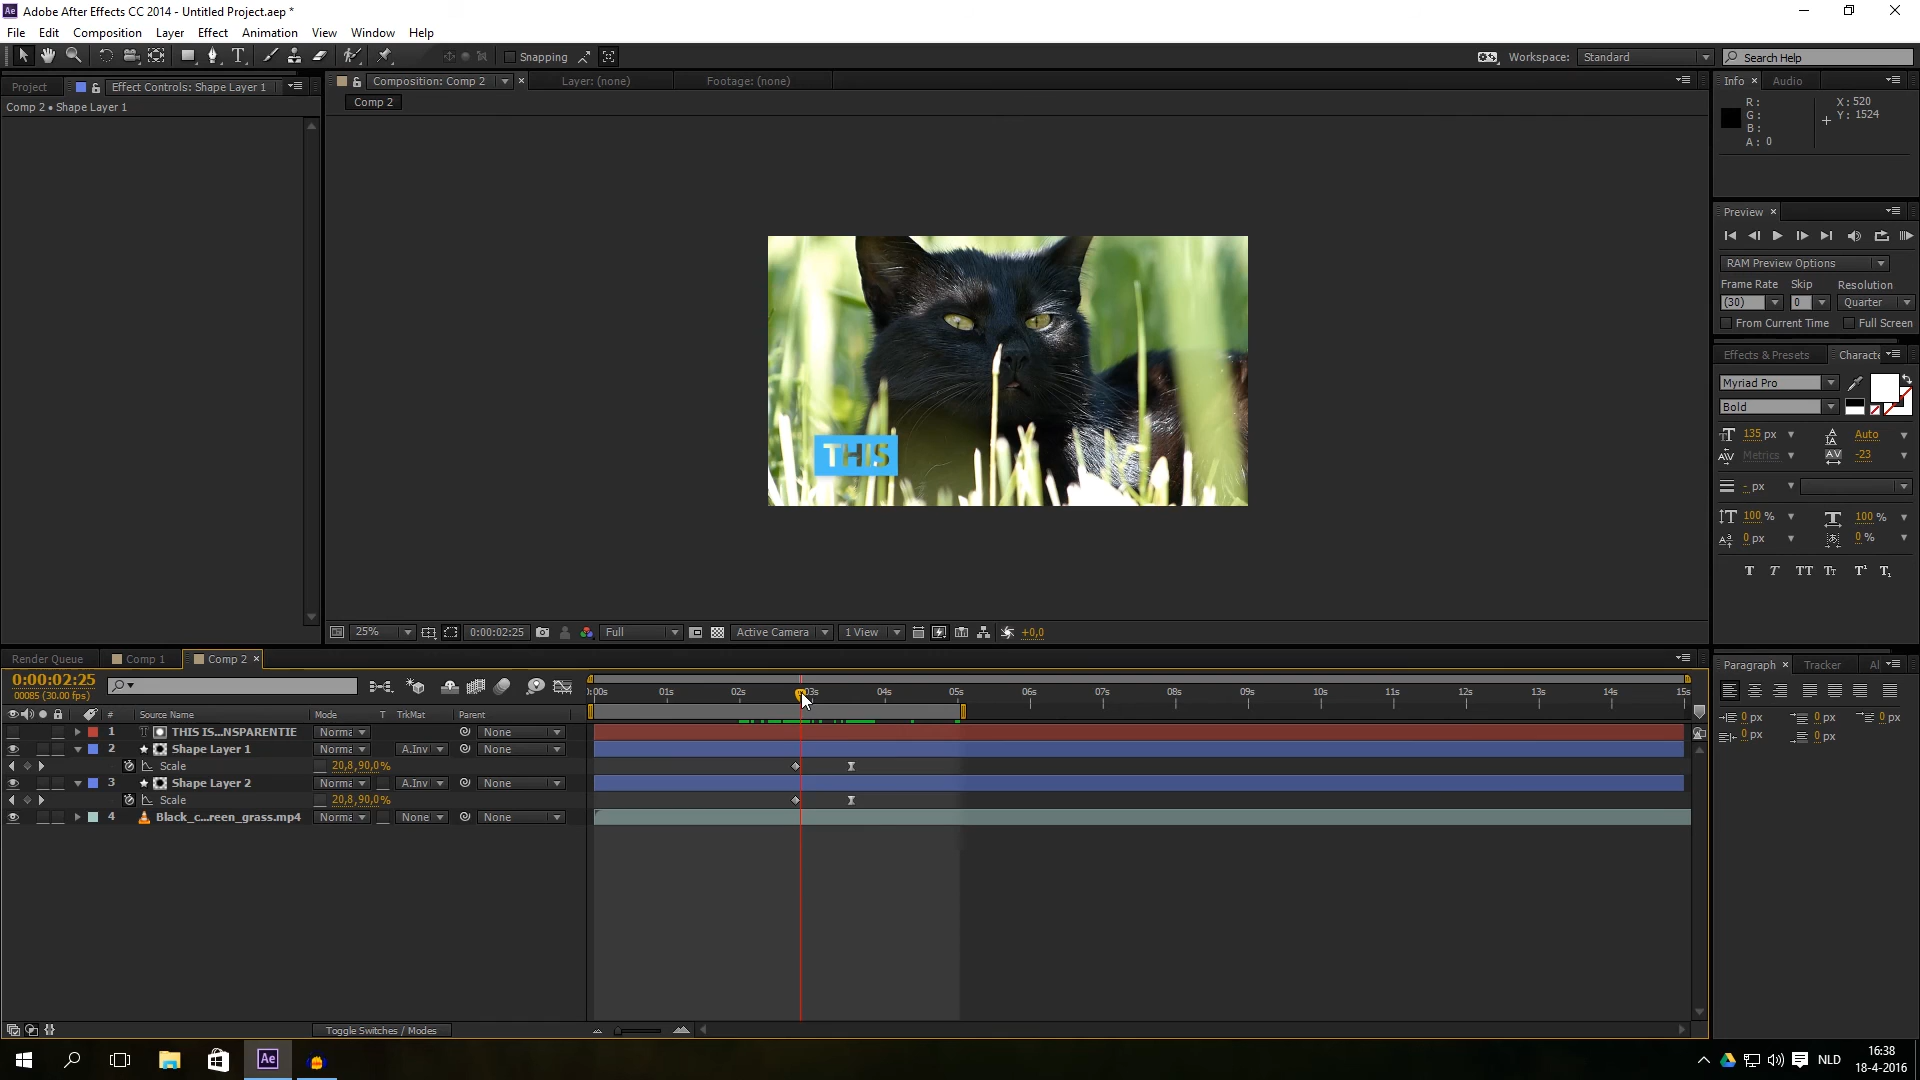 Adobe After Effects CC 2014 - Untitled Project.aep *
File Edit Composition Layer Effect Animation View Window Help
Snapping
Workspace: Standard
Search Help
Project
Effect Controls: Shape Layer 1
Comp 2 • Shape Layer 1
Composition: Comp 2
Layer: (none)
Footage: (none)
Comp 2
THIS
25%
0:00:02:25
Full
Active Camera
1 View
+0,0
Info
Audio
R:
G:
B:
A: 0
X: 520
Y: 1524
Preview
RAM Preview Options
Frame Rate Skip Resolution
(30) 0 Quarter
From Current Time Full Screen
Effects & Presets
Characte
Myriad Pro
Bold
135 px Auto
Metrics -23
- px
100 % 100 %
0 px 0 %
T T TT Tt T¹ T₁
Paragraph
Tracker
Al
0 px 0 px 0 px
0 px 0 px
Render Queue
Comp 1
Comp 2
0:00:02:25
00085 (30.00 fps)
# Source Name Mode T TrkMat Parent
:00s 01s 02s 03s 04s 05s 06s 07s 08s 09s 10s 11s 12s 13s 14s 15s
1 THIS IS...NSPARENTIE Norma None
2 Shape Layer 1 Norma A.Inv None
Scale 20,8,90,0%
3 Shape Layer 2 Norma A.Inv None
Scale 20,8,90,0%
4 Black_c...reen_grass.mp4 Norma None None
Toggle Switches / Modes
Ae
NLD
16:38
18-4-2016